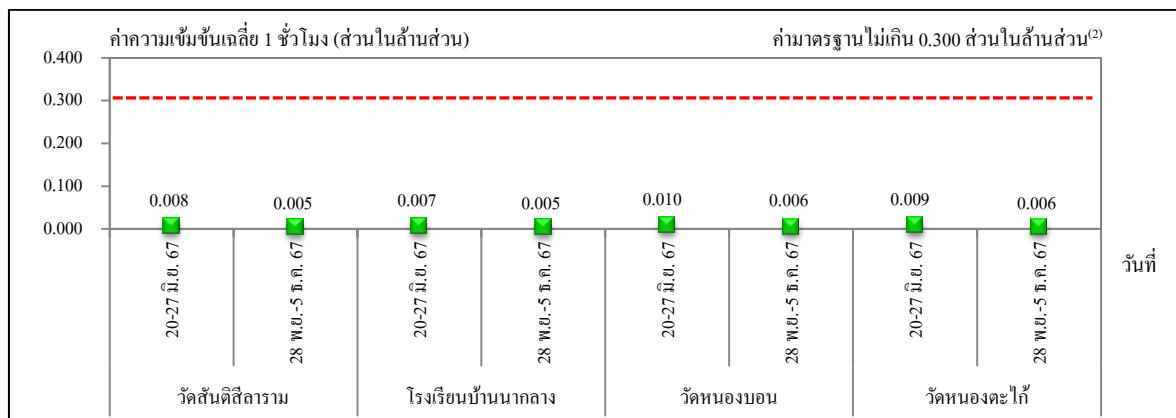 ค่าความเข้มข้นเฉลี่ย 1 ชั่วโมง (ส่วนในล้านส่วน) ค่ามาตรฐานไม่เกิน 0.300 ส่วนในล้านส่วน(2)
0.400
0.300
0.200
0.100
0.000
0.008 0.005 0.007 0.005 0.010 0.006 0.009 0.006
20-27 มิ.ย. 67
28 พ.ย.-5 ธ.ค. 67
20-27 มิ.ย. 67
28 พ.ย.-5 ธ.ค. 67
20-27 มิ.ย. 67
28 พ.ย.-5 ธ.ค. 67
20-27 มิ.ย. 67
28 พ.ย.-5 ธ.ค. 67
วันที่
วัดสันติสีลาราม โรงเรียนบ้านนากลาง วัดหนองบอน วัดหนองตะไก้